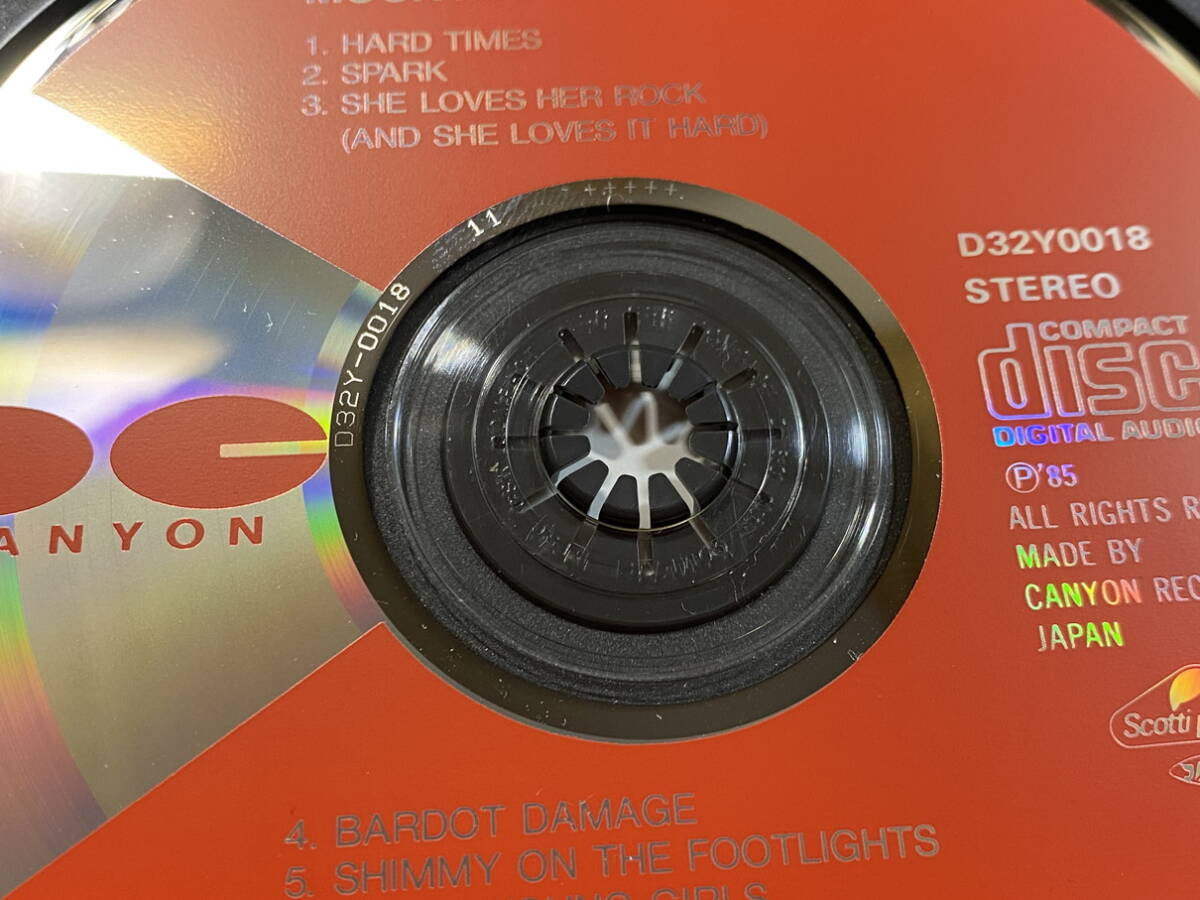 1. HARD TIMES
2. SPARK
3. SHE LOVES HER ROCK
(AND SHE LOVES IT HARD)
11
+++++
D32Y-0018
D32Y0018
STEREO
COMPACT
disc
DIGITAL AUDIO
ANYON
Ⓟ'85
ALL RIGHTS R
MADE BY
CANYON REC
JAPAN
Scotti
4. BARDOT DAMAGE
5. SHIMMY ON THE FOOTLIGHTS
GIRLS